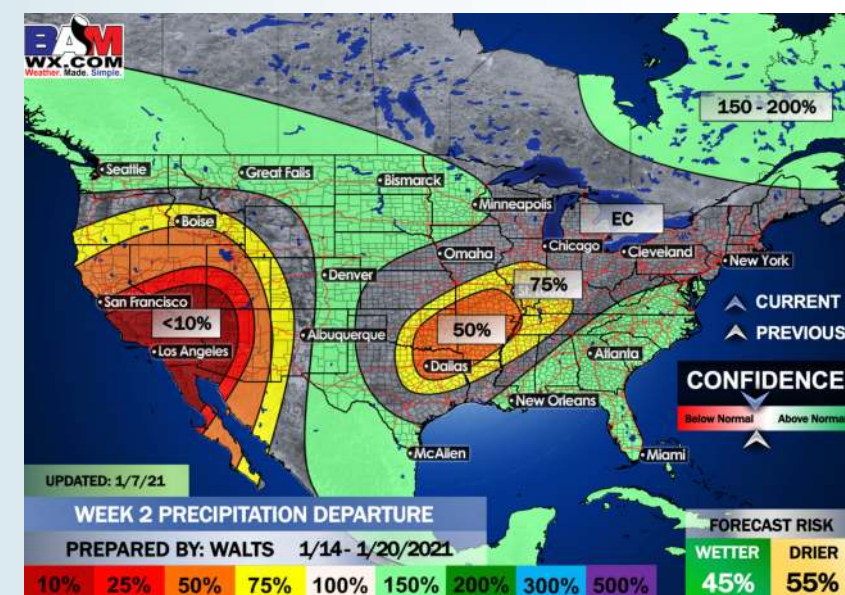 BAM
WX.COM
Weather. Made. Simple.
150 - 200%
Seattle
Great Falls
Bismarck
Minneapolis
Boise
EC
Omaha
Chicago
Cleveland
New York
Denver
75%
San Francisco
<10%
50%
CURRENT
Los Angeles
Albuquerque
PREVIOUS
Dallas
Atlanta
CONFIDENCE
New Orleans
Below Normal
Above Norma
McAllen
Miami
UPDATED: 1/7/21
WEEK 2 PRECIPITATION DEPARTURE
PREPARED BY: WALTS 1/14 - 1/20/2021
FORECAST RISK
WETTER DRIER
45% 55%
10% 25% 50% 75% 100% 150% 200% 300% 500%